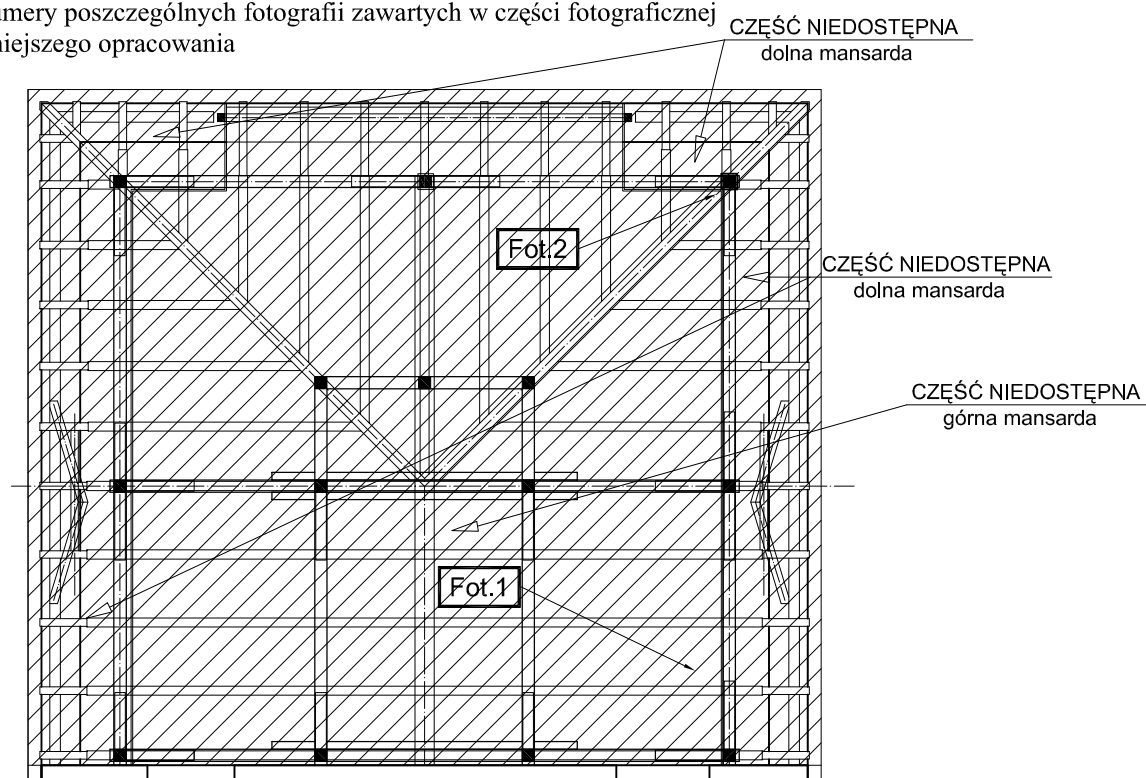 umery poszczególnych fotografii zawartych w części fotograficznej
niejszego opracowania
CZĘŚĆ NIEDOSTĘPNA
dolna mansarda
Fot.2
CZĘŚĆ NIEDOSTĘPNA
dolna mansarda
CZĘŚĆ NIEDOSTĘPNA
górna mansarda
Fot.1